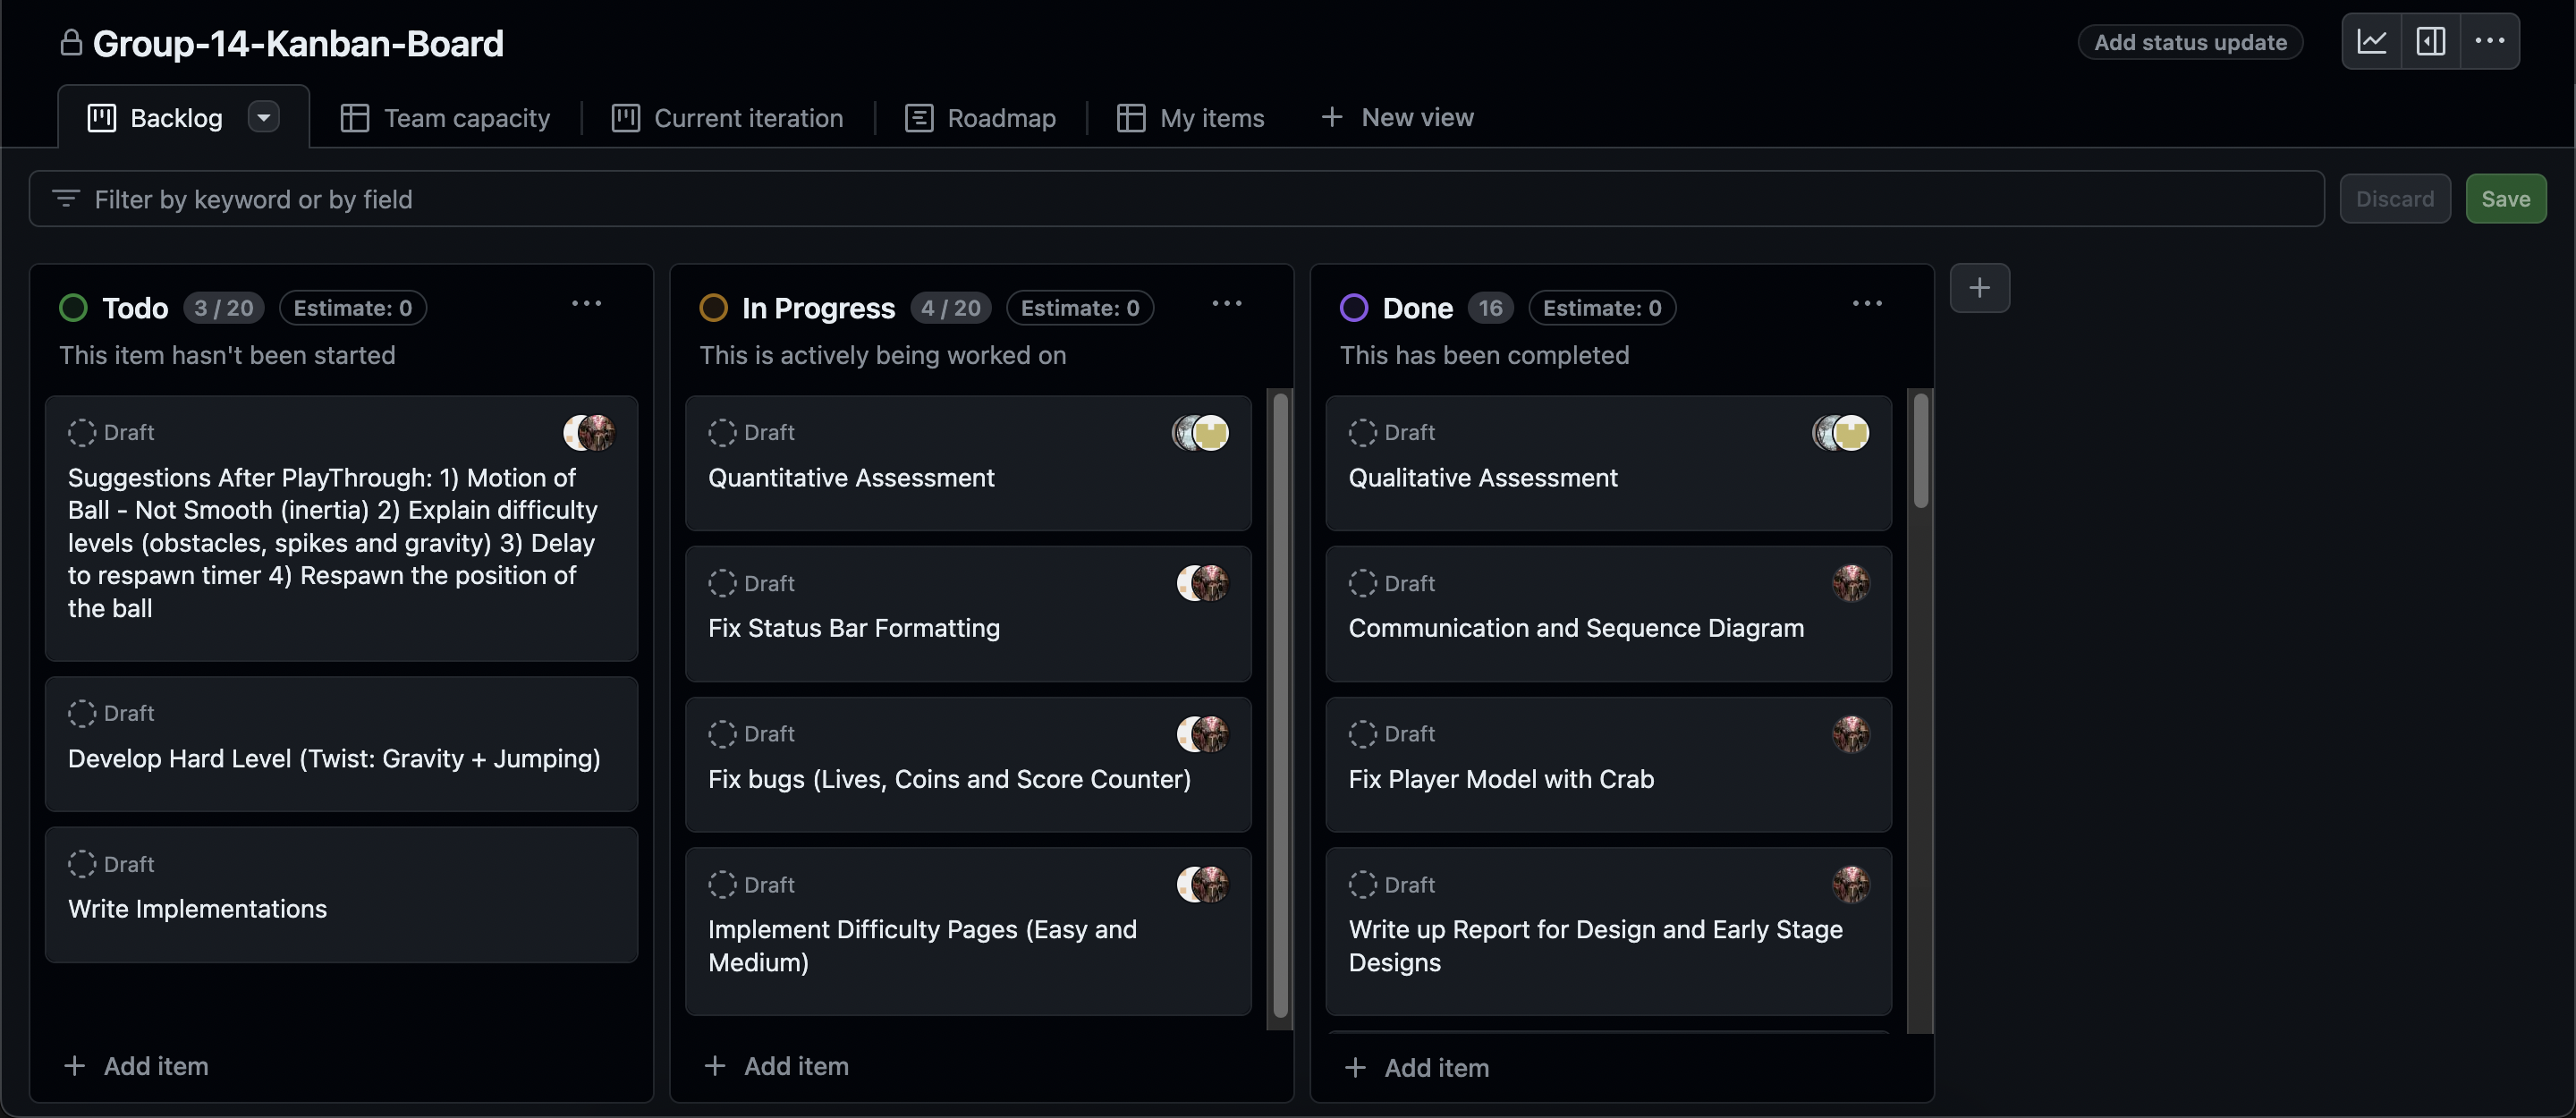 Group-14-Kanban-Board
Add status update
Backlog
Team capacity
Current iteration
Roadmap
My items
New view
Filter by keyword or by field
Discard
Save
Todo
3 / 20
Estimate: 0
This item hasn't been started
Draft
Suggestions After PlayThrough: 1) Motion of
Ball - Not Smooth (inertia) 2) Explain difficulty
levels (obstacles, spikes and gravity) 3) Delay
to respawn timer 4) Respawn the position of
the ball
Draft
Develop Hard Level (Twist: Gravity + Jumping)
Draft
Write Implementations
Add item
In Progress
4 / 20
Estimate: 0
This is actively being worked on
Draft
Quantitative Assessment
Draft
Fix Status Bar Formatting
Draft
Fix bugs (Lives, Coins and Score Counter)
Draft
Implement Difficulty Pages (Easy and
Medium)
Add item
Done
16
Estimate: 0
This has been completed
Draft
Qualitative Assessment
Draft
Communication and Sequence Diagram
Draft
Fix Player Model with Crab
Draft
Write up Report for Design and Early Stage
Designs
Add item